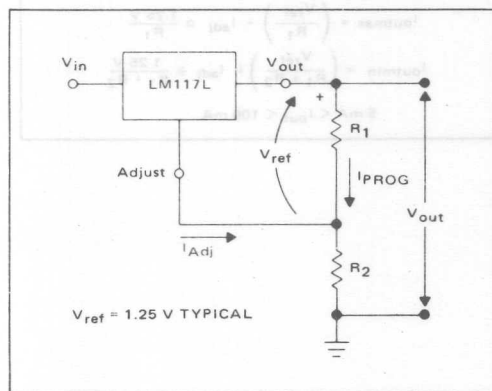 V_in
V_out
LM117L
+
R_1
V_ref
I_PROG
Adjust
V_out
I_Adj
R_2
V_ref = 1.25 V TYPICAL